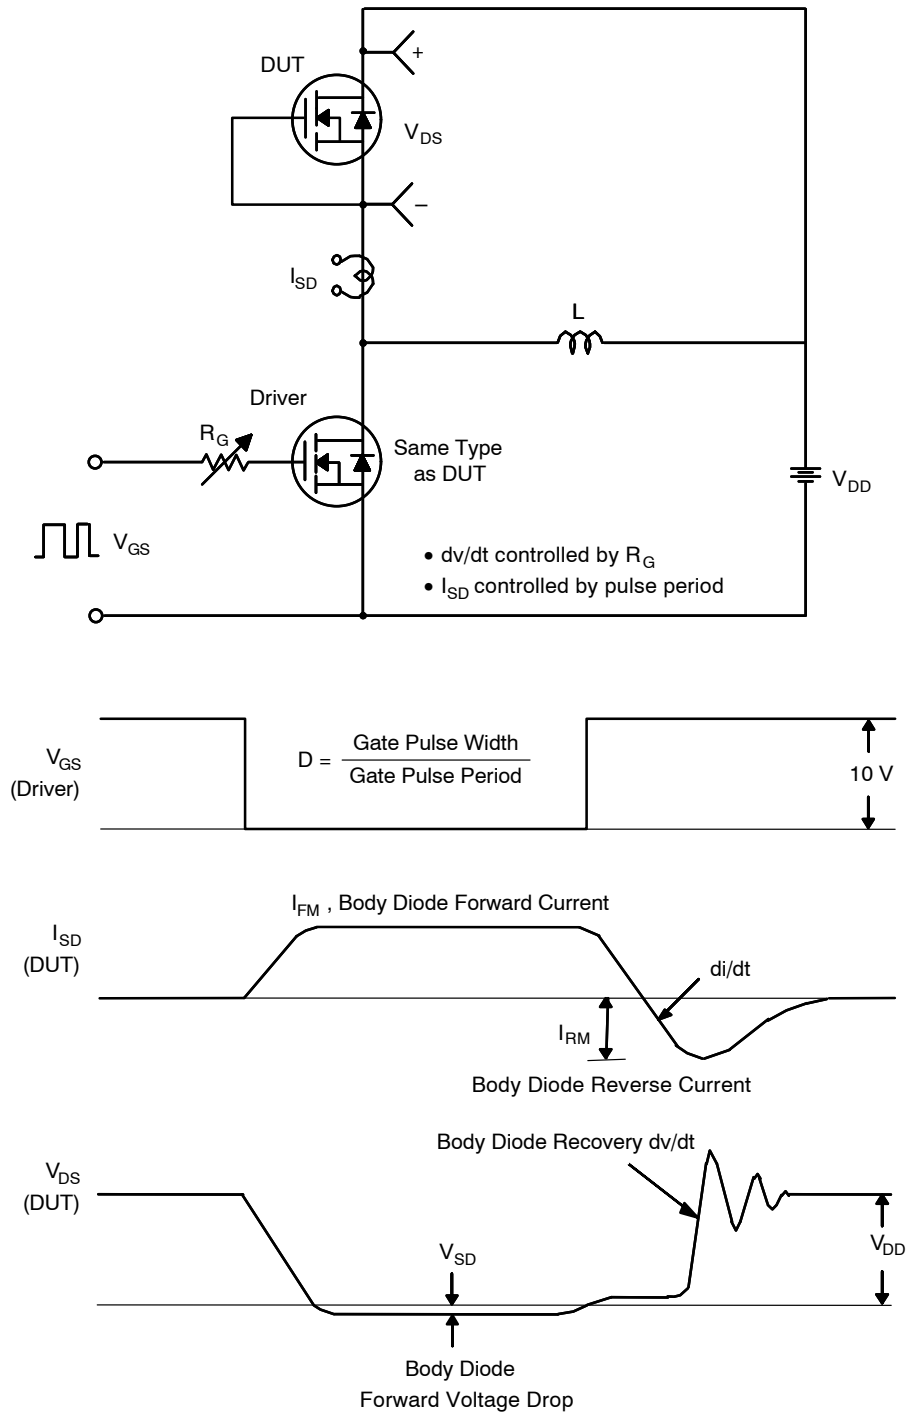 DUT
+
V_DS
−
I_SD
L
Driver
R_G
Same Type
as DUT
V_DD
V_GS
• dv/dt controlled by R_G
• I_SD controlled by pulse period
V_GS
(Driver)
D = Gate Pulse Width
Gate Pulse Period
10 V
I_FM , Body Diode Forward Current
I_SD
(DUT)
di/dt
I_RM
Body Diode Reverse Current
Body Diode Recovery dv/dt
V_DS
(DUT)
V_SD
V_DD
Body Diode
Forward Voltage Drop